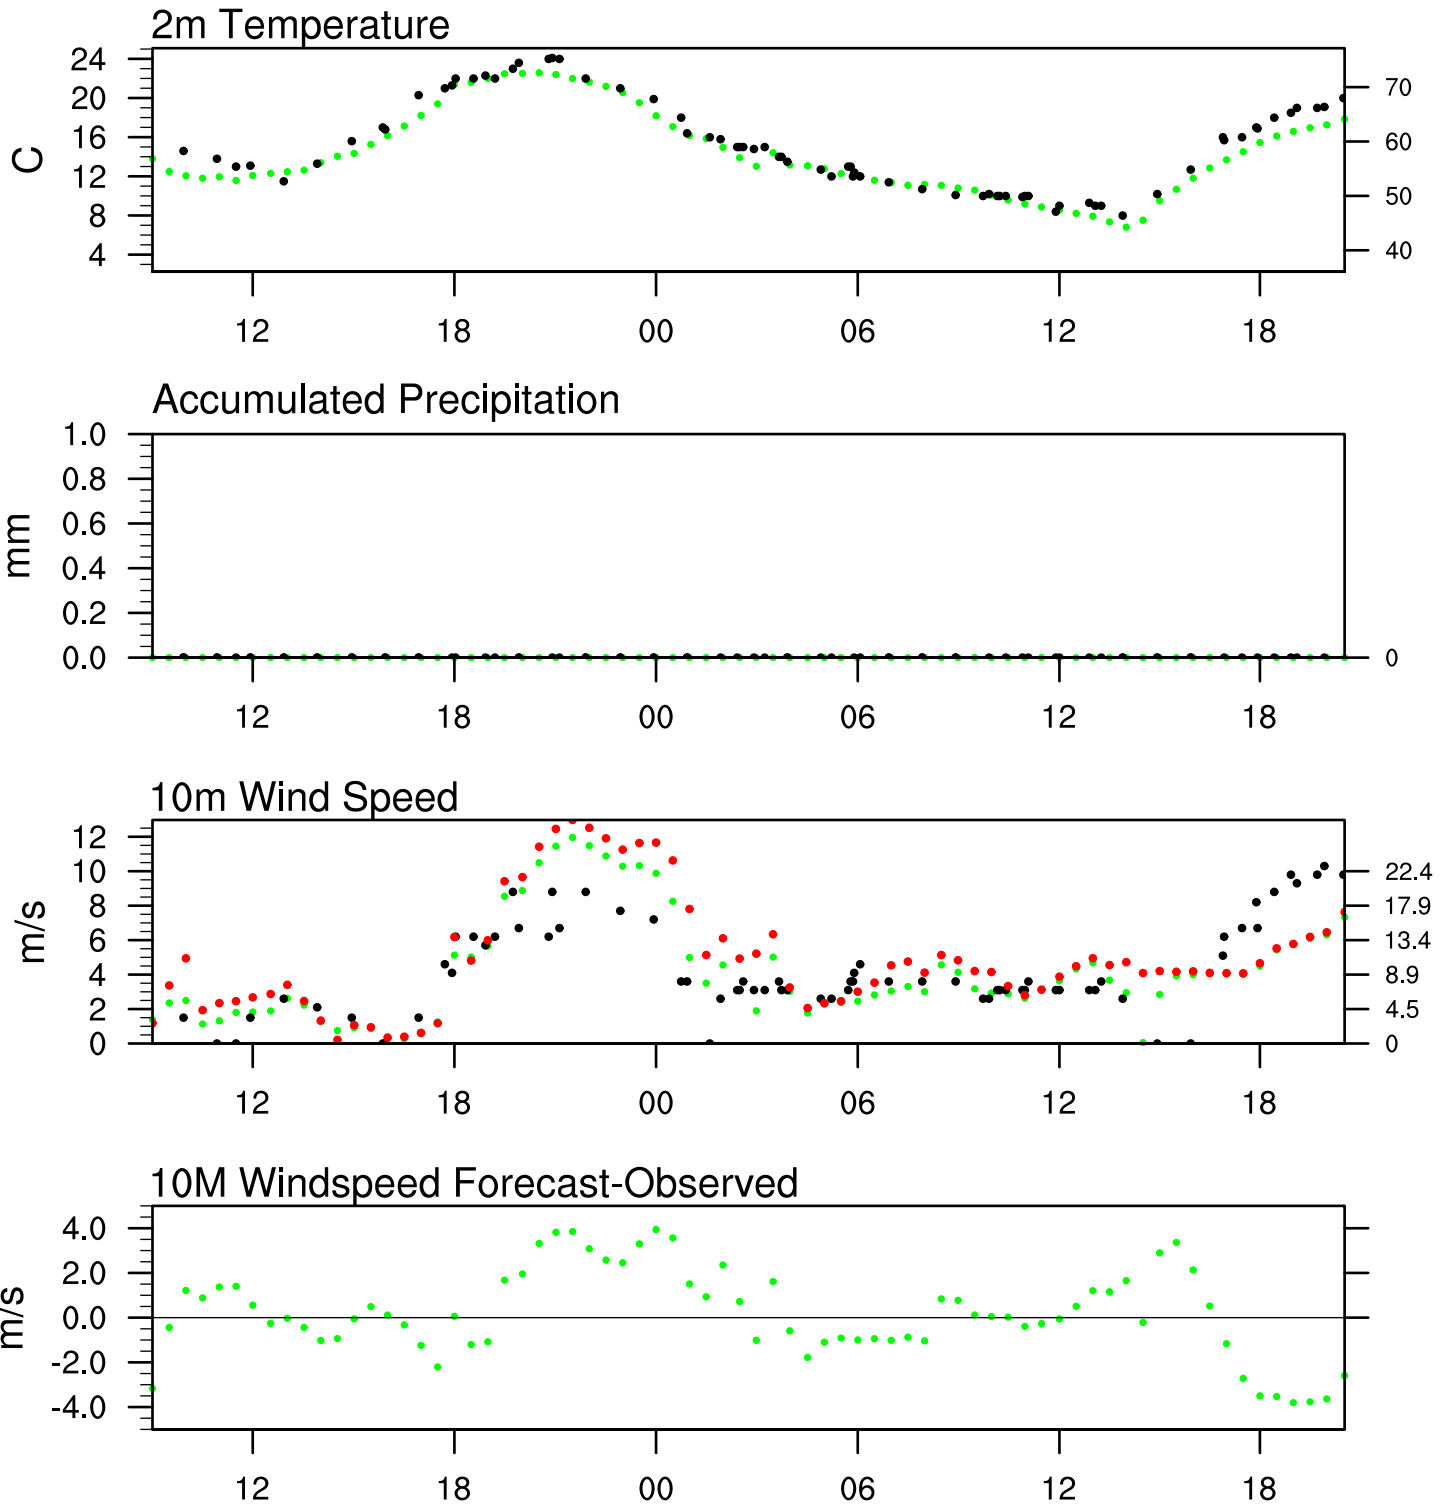 2m Temperature
24
20
16
12
8
4
C
70
60
50
40
12 18 00 06 12 18
Accumulated Precipitation
1.0
0.8
0.6
0.4
0.2
0.0
mm
0
12 18 00 06 12 18
10m Wind Speed
12
10
8
6
4
2
0
m/s
22.4
17.9
13.4
8.9
4.5
0
12 18 00 06 12 18
10M Windspeed Forecast-Observed
4.0
2.0
0.0
-2.0
-4.0
m/s
12 18 00 06 12 18